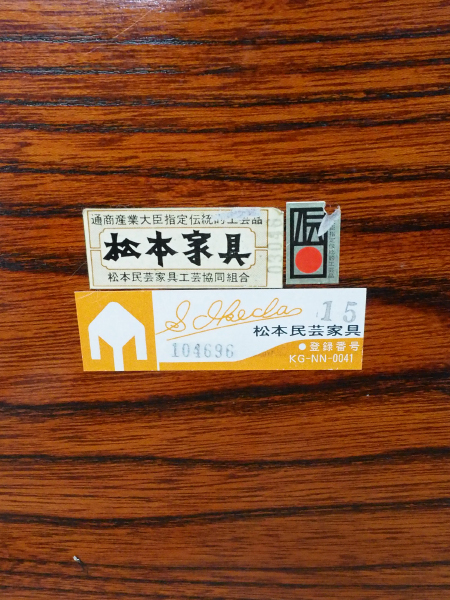 通商産業大臣指定伝統的工芸品
松本家具
松本民芸家具工芸協同組合
伝
S. Ikeda
15
松本民芸家具
104696
●登録番号
KG-NN-0041